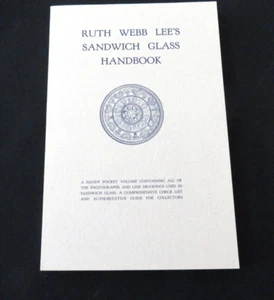 RUTH WEBB LEE'S
SANDWICH GLASS
HANDBOOK
A HANDY POCKET VOLUME CONTAINING ALL OF
THE PHOTOGRAPHS AND LINE DRAWINGS USED IN
SANDWICH GLASS. A COMPREHENSIVE CHECK LIST
AND AUTHORITATIVE GUIDE FOR COLLECTORS